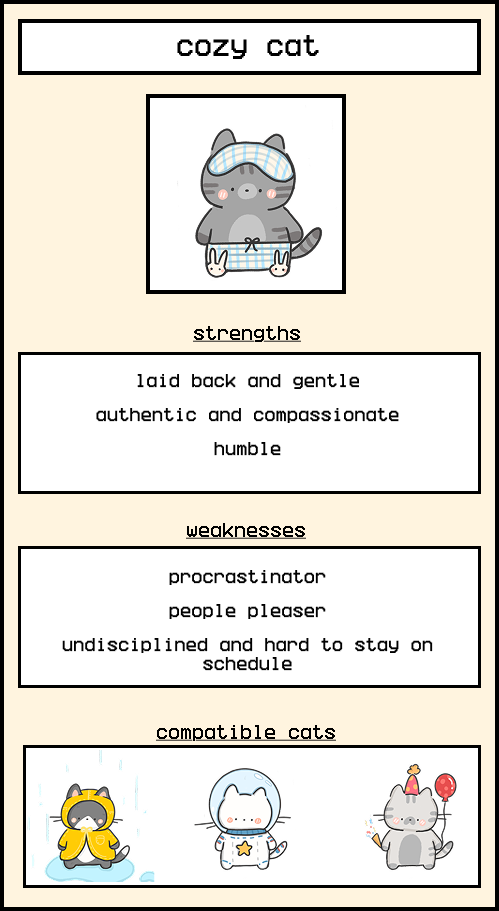 cozy cat
strengths
laid back and gentle
authentic and compassionate
humble
weaknesses
procrastinator
people pleaser
undisciplined and hard to stay on
schedule
compatible cats